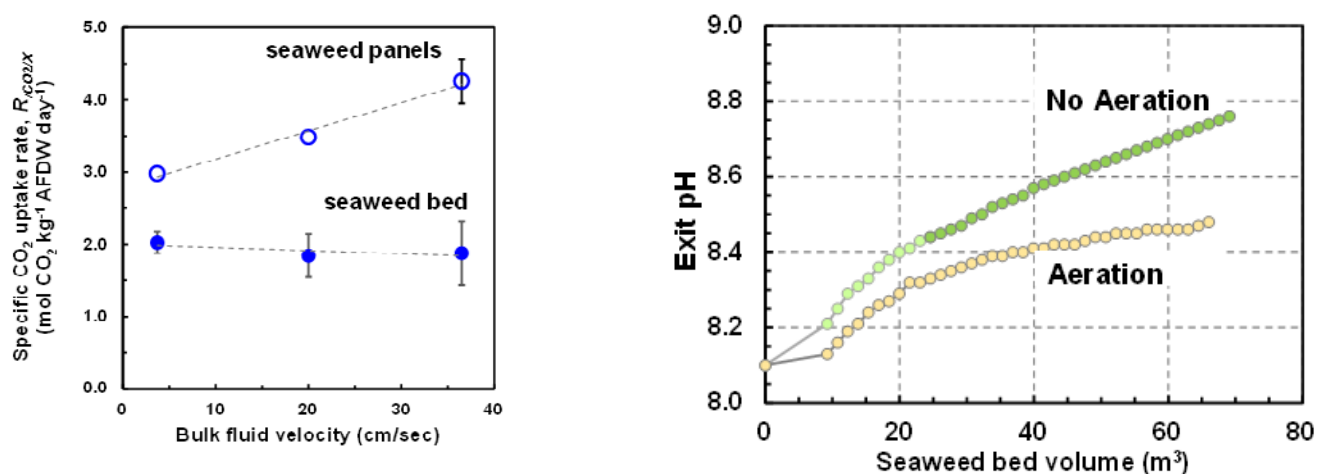 Specific CO2 uptake rate, R,CO2/X
(mol CO2 kg-1 AFDW day-1)
5.0
4.0
3.0
2.0
1.0
0.0
seaweed panels
seaweed bed
0
10
20
30
40
Bulk fluid velocity (cm/sec)
Exit pH
9.0
8.8
8.6
8.4
8.2
8.0
No Aeration
Aeration
0
20
40
60
80
Seaweed bed volume (m3)